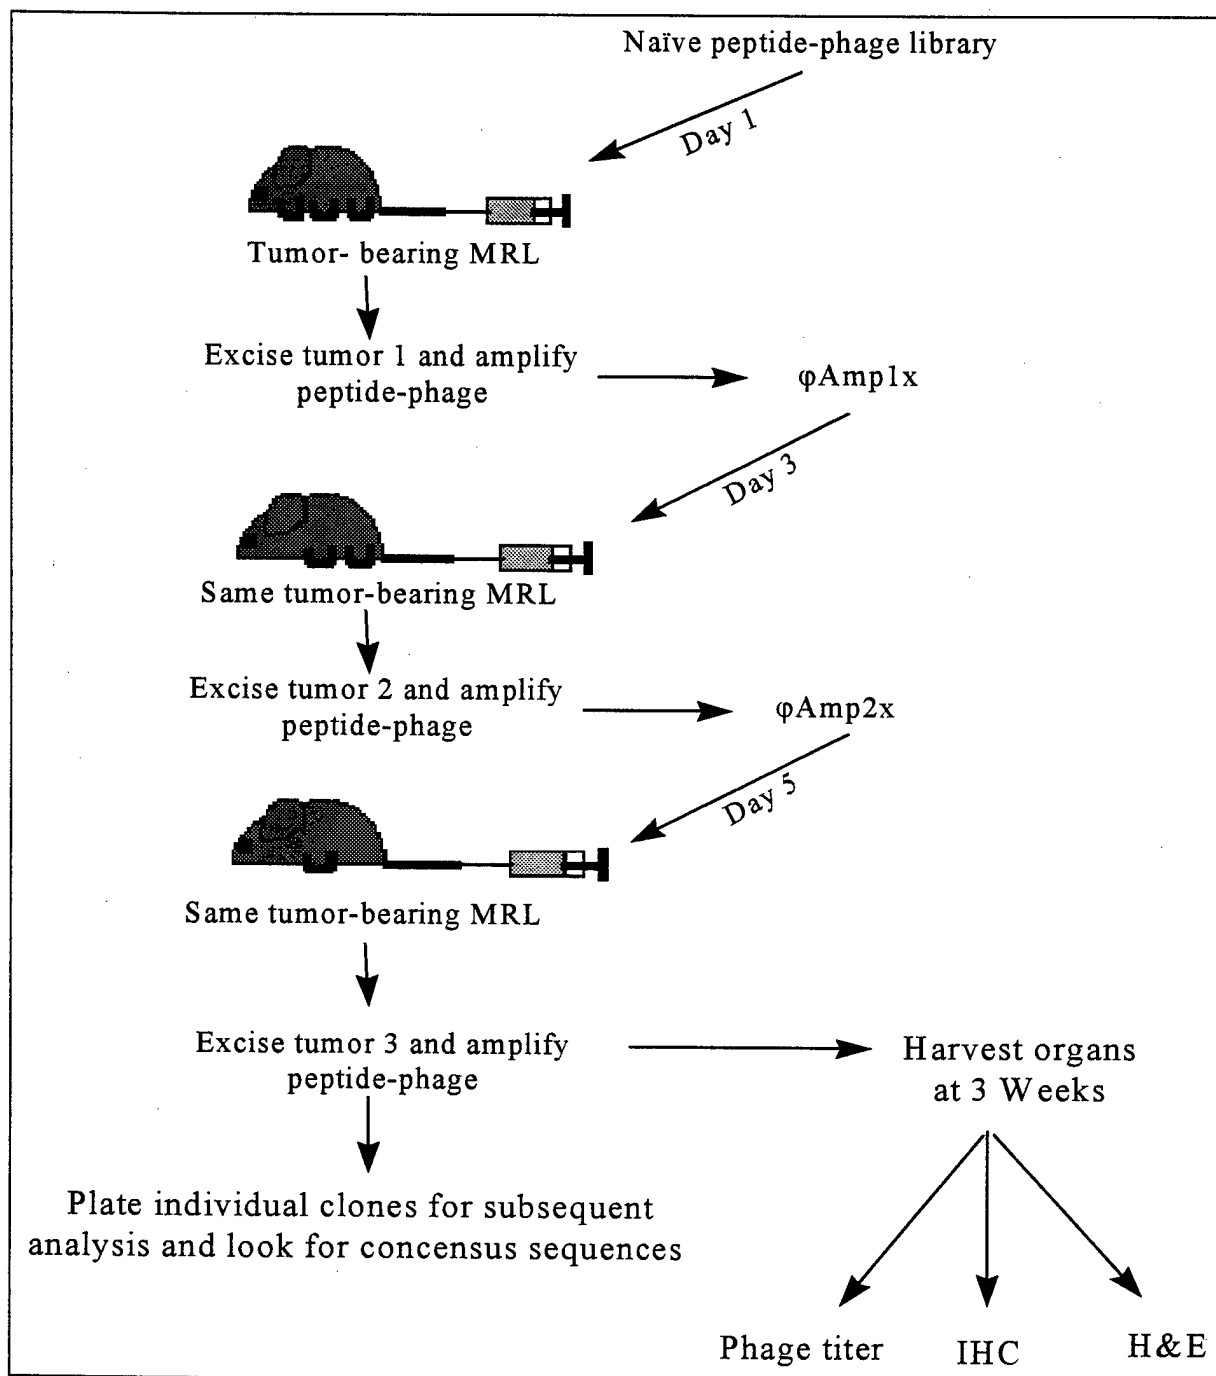 Naïve peptide-phage library
Day 1
Tumor- bearing MRL
Excise tumor 1 and amplify
peptide-phage
φAmp1x
Day 3
Same tumor-bearing MRL
Excise tumor 2 and amplify
peptide-phage
φAmp2x
Day 5
Same tumor-bearing MRL
Excise tumor 3 and amplify
peptide-phage
Harvest organs
at 3 Weeks
Plate individual clones for subsequent
analysis and look for concensus sequences
Phage titer
IHC
H&E